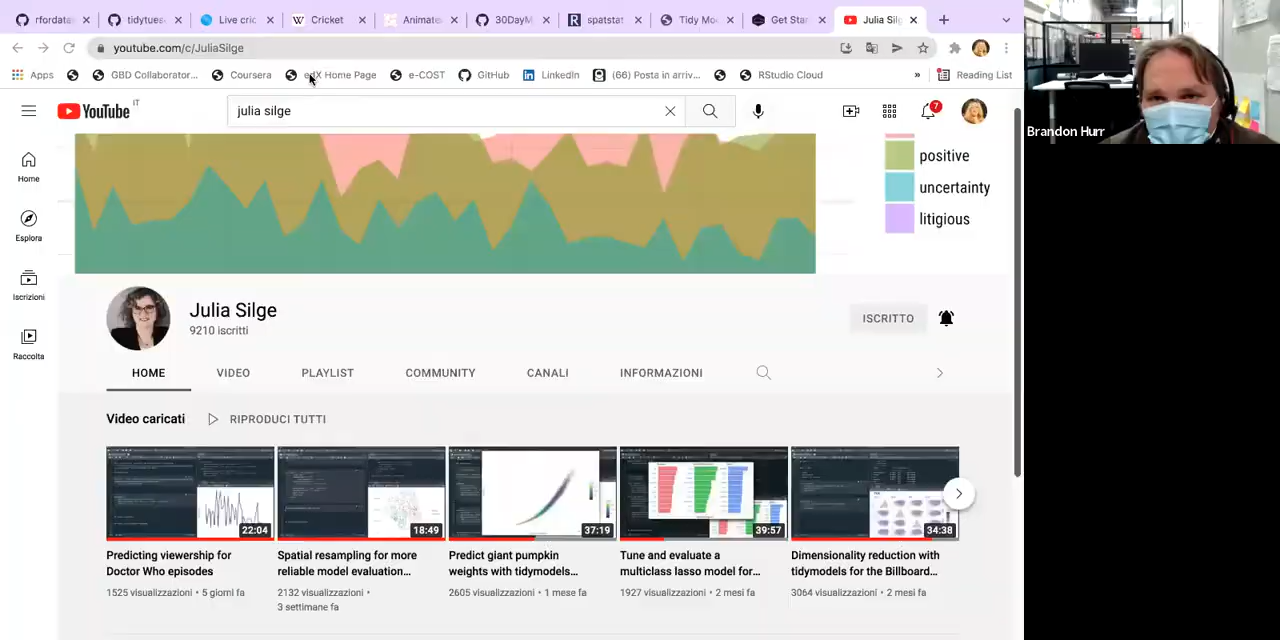 rfordatas
tidytues
Live cric
Cricket
Animate
30DayM
spatstat
Tidy Mod
Get Star
Julia Silg
youtube.com/c/JuliaSilge
Apps
GBD Collaborator...
Coursera
edX Home Page
e-COST
GitHub
LinkedIn
(66) Posta in arriv...
RStudio Cloud
»
Reading List
YouTube IT
julia silge
7
Brandon Hurr
positive
uncertainty
litigious
Home
Esplora
Iscrizioni
Raccolta
Julia Silge
9210 iscritti
ISCRITTO
HOME
VIDEO
PLAYLIST
COMMUNITY
CANALI
INFORMAZIONI
Video caricati
RIPRODUCI TUTTI
22:04
18:49
37:19
39:57
34:38
Predicting viewership for
Doctor Who episodes
1525 visualizzazioni • 5 giorni fa
Spatial resampling for more
reliable model evaluation...
2132 visualizzazioni •
3 settimane fa
Predict giant pumpkin
weights with tidymodels...
2605 visualizzazioni • 1 mese fa
Tune and evaluate a
multiclass lasso model for...
1927 visualizzazioni • 2 mesi fa
Dimensionality reduction with
tidymodels for the Billboard...
3064 visualizzazioni • 2 mesi fa